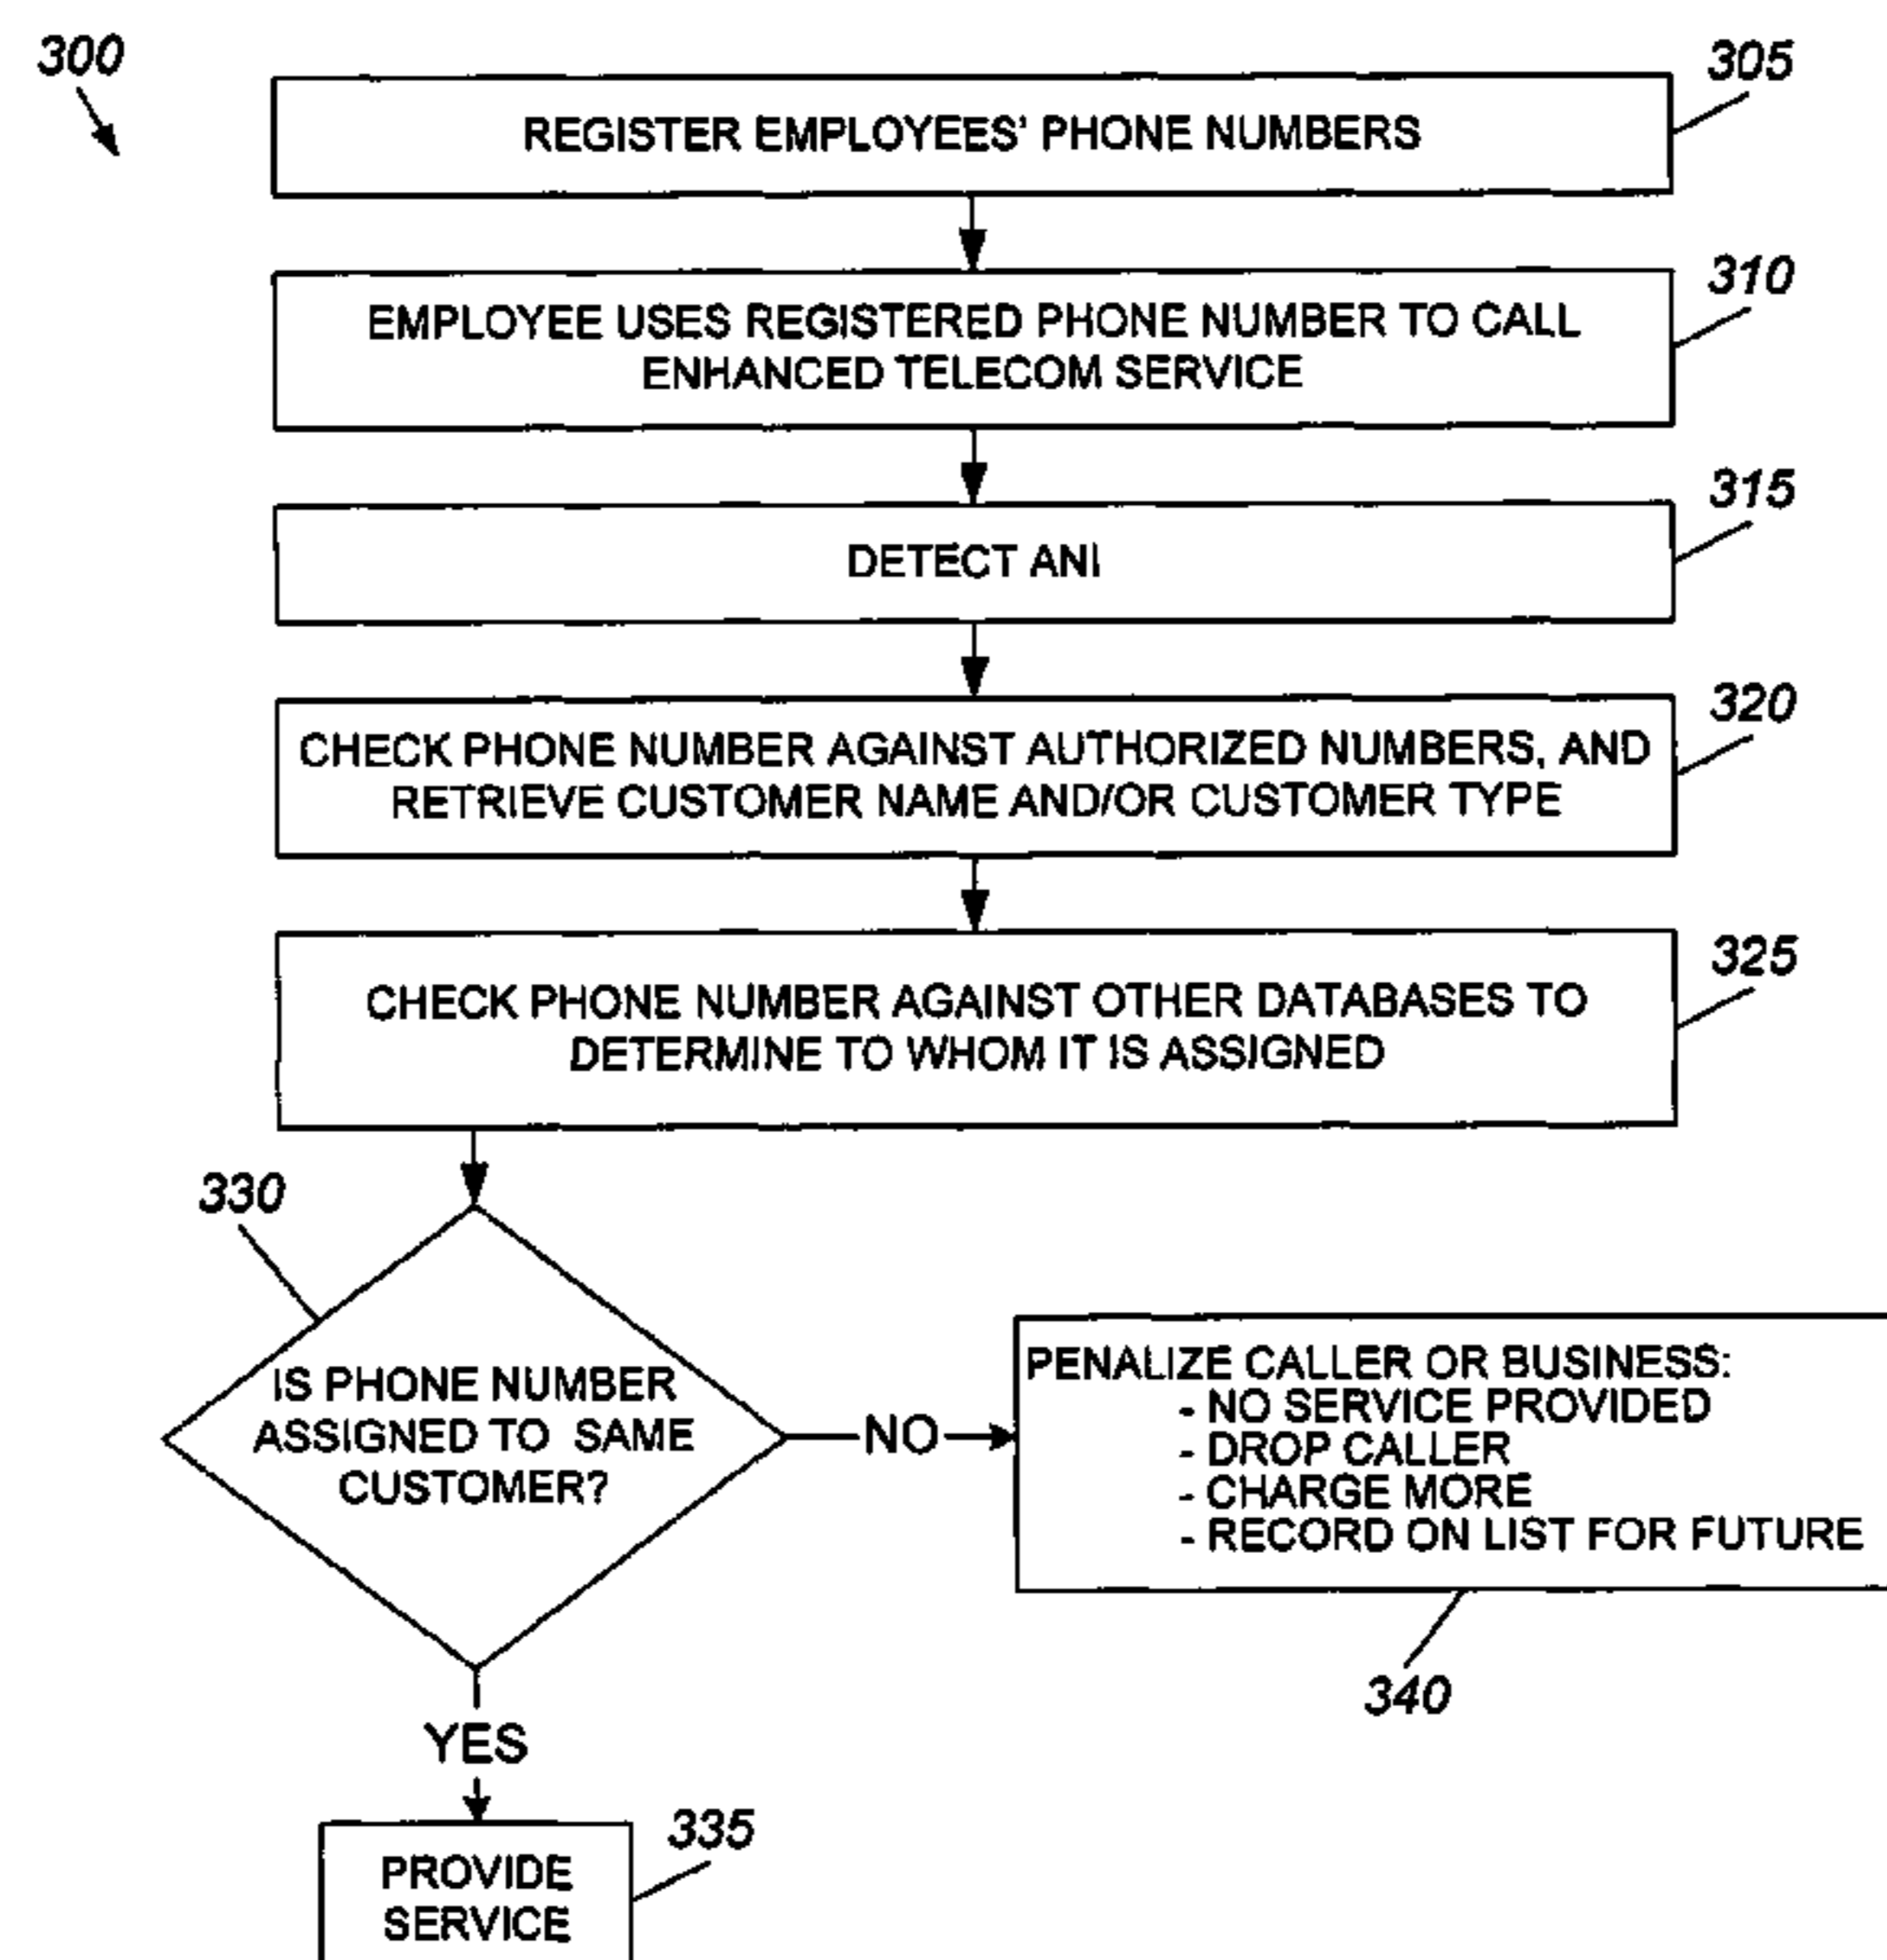 300
305
REGISTER EMPLOYEES' PHONE NUMBERS
310
EMPLOYEE USES REGISTERED PHONE NUMBER TO CALL
ENHANCED TELECOM SERVICE
315
DETECT ANI
320
CHECK PHONE NUMBER AGAINST AUTHORIZED NUMBERS, AND
RETRIEVE CUSTOMER NAME AND/OR CUSTOMER TYPE
325
CHECK PHONE NUMBER AGAINST OTHER DATABASES TO
DETERMINE TO WHOM IT IS ASSIGNED
330
IS PHONE NUMBER
ASSIGNED TO SAME
CUSTOMER?
NO
PENALIZE CALLER OR BUSINESS:
- NO SERVICE PROVIDED
- DROP CALLER
- CHARGE MORE
- RECORD ON LIST FOR FUTURE
340
YES
335
PROVIDE
SERVICE